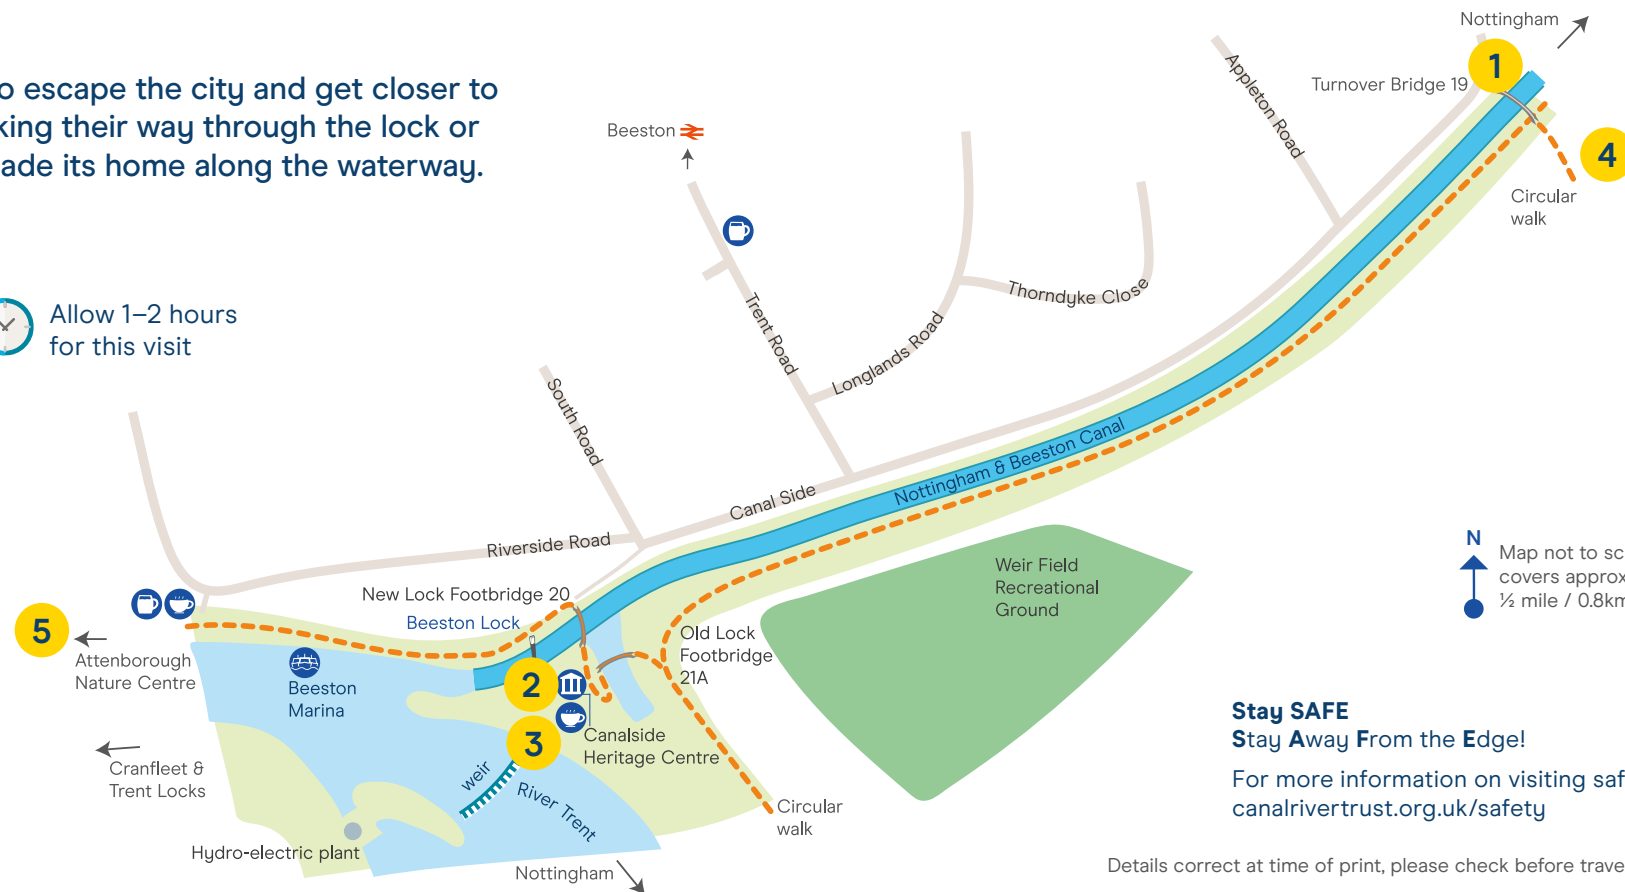 o escape the city and get closer to
king their way through the lock or
ade its home along the waterway.
Allow 1–2 hours
for this visit
Nottingham
1
Turnover Bridge 19
4
Circular
walk
Appleton Road
Beeston
Thorndyke Close
Trent Road
Longlands Road
South Road
Canal Side
Nottingham & Beeston Canal
Riverside Road
New Lock Footbridge 20
Beeston Lock
Old Lock
Footbridge
21A
Weir Field
Recreational
Ground
N
Map not to sc
covers approx
½ mile / 0.8km
5
Attenborough
Nature Centre
Beeston
Marina
2
3
Canalside
Heritage Centre
Cranfleet &
Trent Locks
weir
River Trent
Hydro-electric plant
Nottingham
Circular
walk
Stay SAFE
Stay Away From the Edge!
For more information on visiting saf
canalrivertrust.org.uk/safety
Details correct at time of print, please check before trave